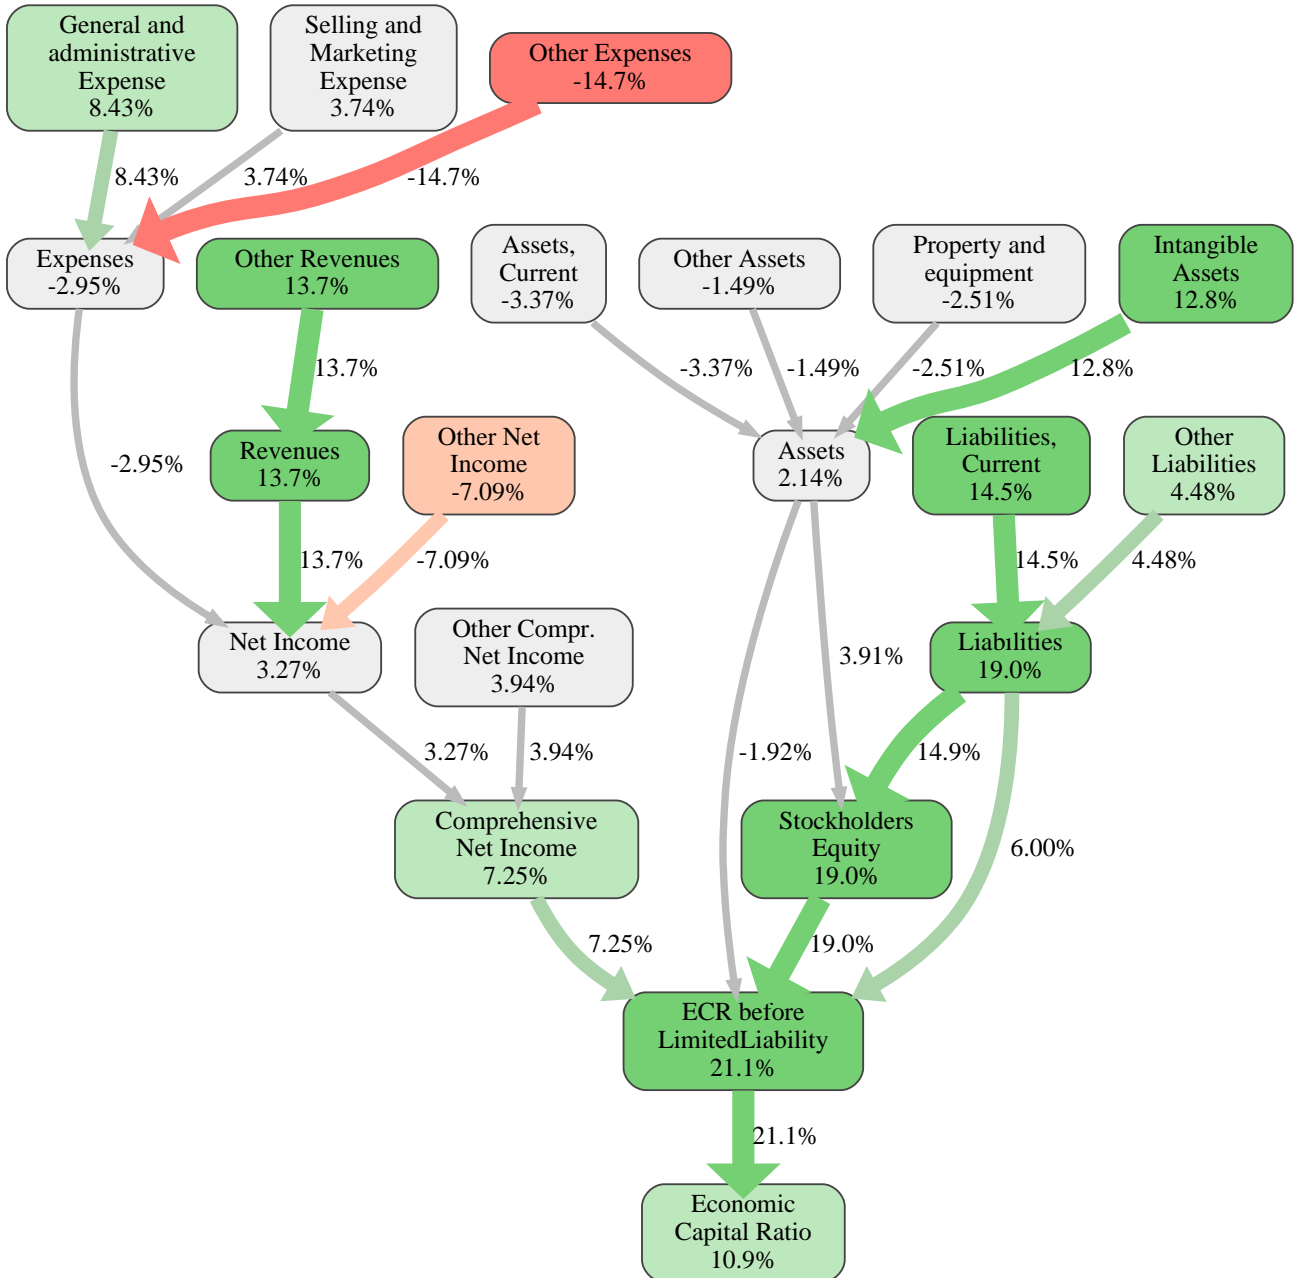 General and
administrative
Expense
8.43%
Selling and
Marketing
Expense
3.74%
Other Expenses
-14.7%
8.43%
3.74%
-14.7%
Expenses
-2.95%
Other Revenues
13.7%
Assets,
Current
-3.37%
Other Assets
-1.49%
Property and
equipment
-2.51%
Intangible
Assets
12.8%
13.7%
-3.37%
-1.49%
-2.51%
12.8%
-2.95%
Revenues
13.7%
Other Net
Income
-7.09%
Assets
2.14%
Liabilities,
Current
14.5%
Other
Liabilities
4.48%
13.7%
-7.09%
14.5%
4.48%
Net Income
3.27%
Other Compr.
Net Income
3.94%
3.91%
Liabilities
19.0%
3.27%
3.94%
-1.92%
14.9%
Comprehensive
Net Income
7.25%
Stockholders
Equity
19.0%
6.00%
7.25%
19.0%
ECR before
LimitedLiability
21.1%
21.1%
Economic
Capital Ratio
10.9%